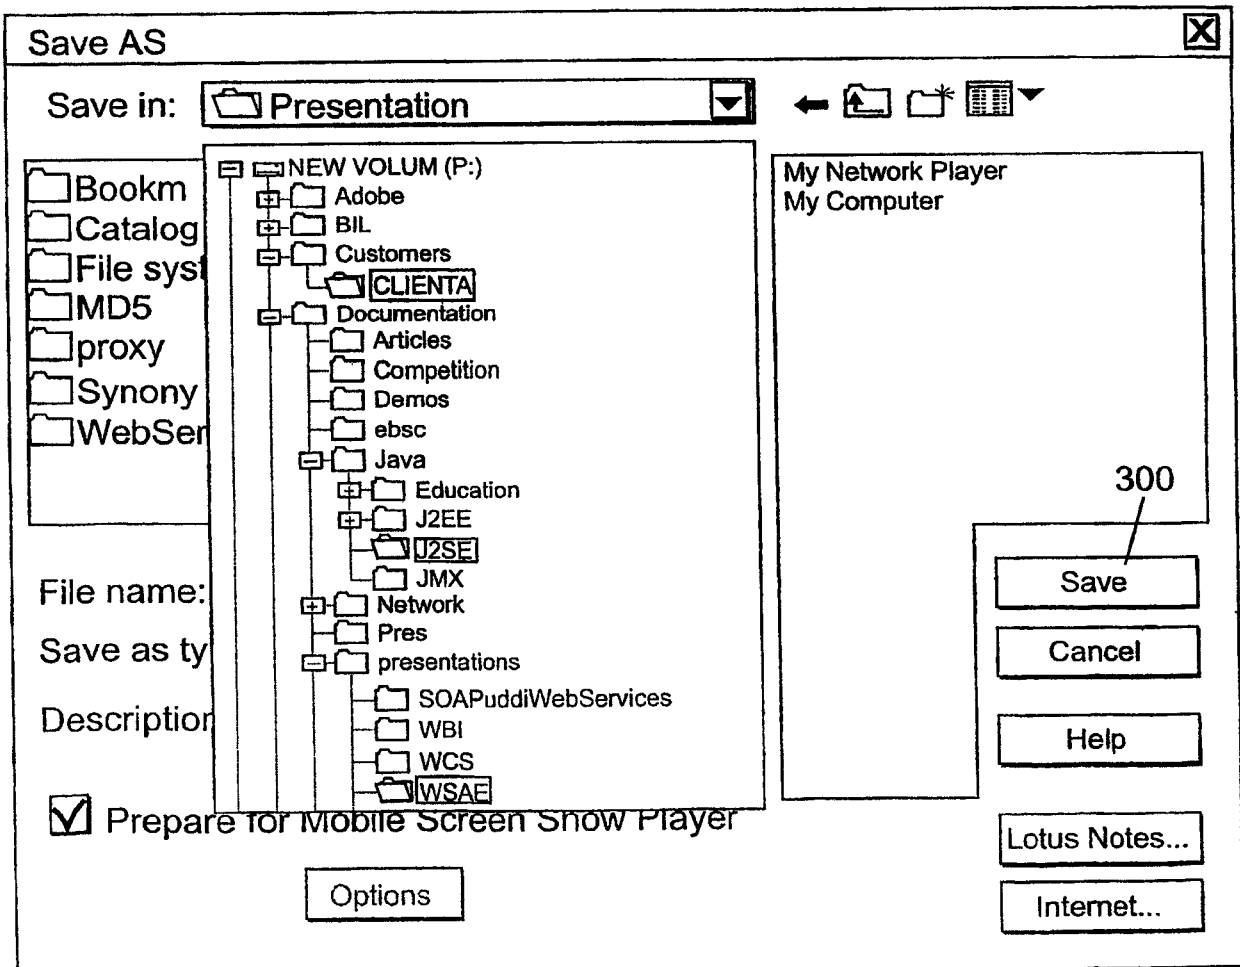 Save AS
Save in: Presentation
Bookm
Catalog
File syst
MD5
proxy
Synony
WebSer
NEW VOLUM (P:)
Adobe
BIL
Customers
CLIENTA
Documentation
Articles
Competition
Demos
ebsc
Java
Education
J2EE
J2SE
JMX
Network
Pres
presentations
SOAPuddiWebServices
WBI
WCS
WSAE
My Network Player
My Computer
300
File name:
Save as ty
Description
Save
Cancel
Help
Prepare for Mobile Screen Show Player
Lotus Notes...
Options
Internet...